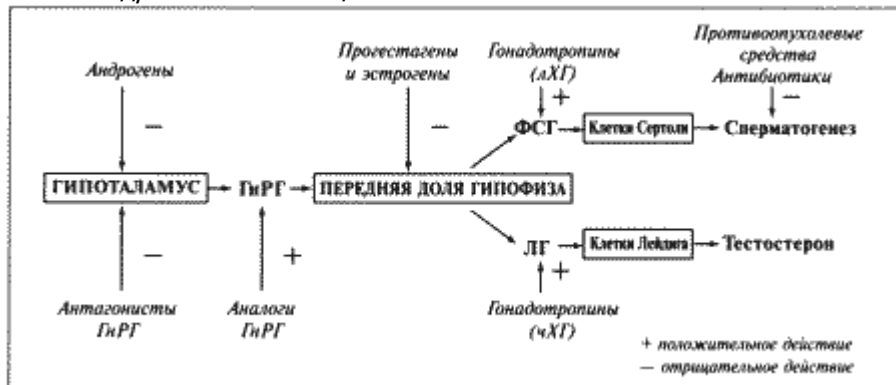 Андрогены
Прогестагены
и эстрогены
Гонадотропины
(лХГ)
Противоопухолевые
средства
Антибиотики
−
−
+
−
ФСГ
Клетки Сертоли
Сперматогенез
ГИПОТАЛАМУС
ГнРГ
ПЕРЕДНЯЯ ДОЛЯ ГИПОФИЗА
−
+
ЛГ
Клетки Лейдига
Тестостерон
+
Антагонисты
ГнРГ
Аналоги
ГнРГ
Гонадотропины
(чХГ)
+ положительное действие
− отрицательное действие